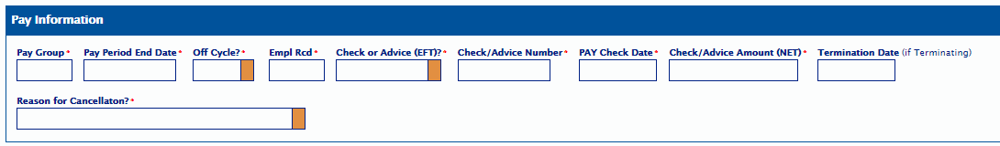 Pay Information
Pay Group* Pay Period End Date* Off Cycle?* Empl Rcd* Check or Advice (EFT)?* Check/Advice Number* PAY Check Date* Check/Advice Amount (NET)* Termination Date (if Terminating)
Reason for Cancellaton?*